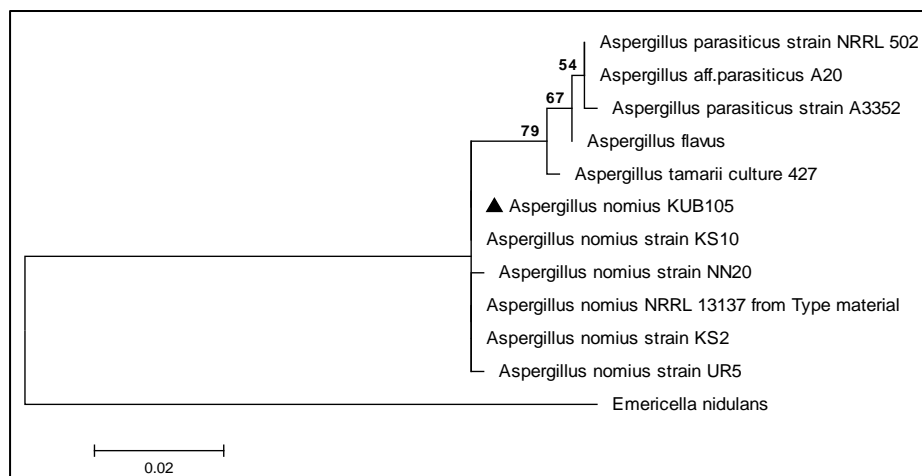 Aspergillus parasiticus strain NRRL 502
54
Aspergillus aff.parasiticus A20
67
Aspergillus parasiticus strain A3352
79
Aspergillus flavus
Aspergillus tamarii culture 427
Aspergillus nomius KUB105
Aspergillus nomius strain KS10
Aspergillus nomius strain NN20
Aspergillus nomius NRRL 13137 from Type material
Aspergillus nomius strain KS2
Aspergillus nomius strain UR5
Emericella nidulans
0.02